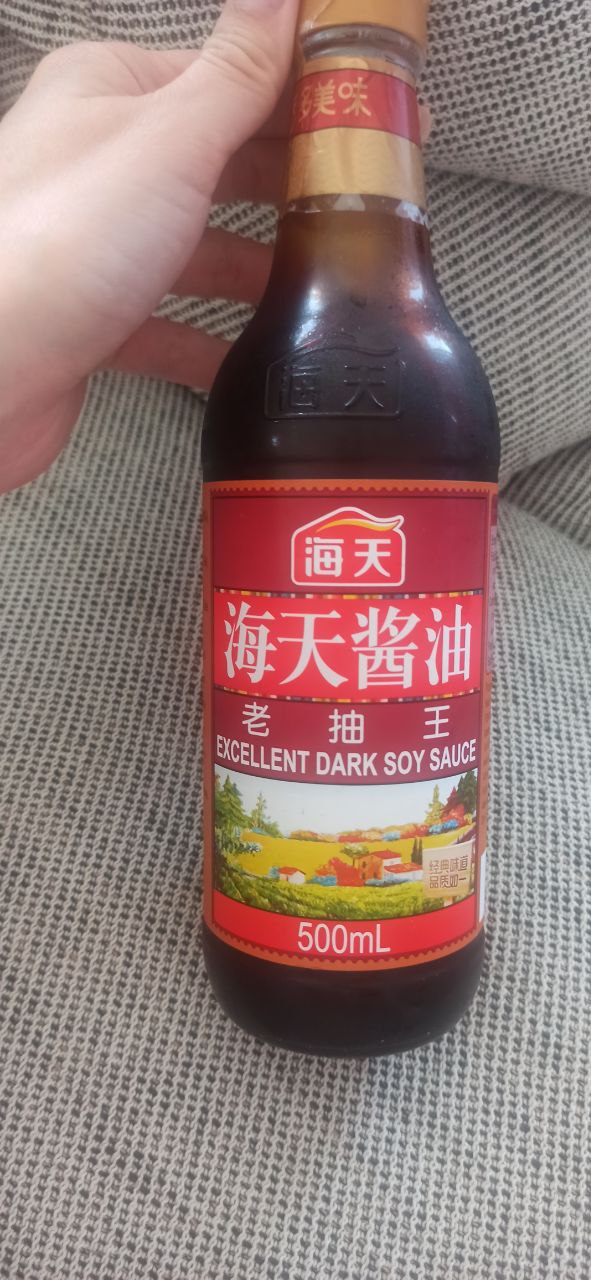 美味
海天
海天
海天酱油
老抽王
EXCELLENT DARK SOY SAUCE
经典味道
品质如一
500mL